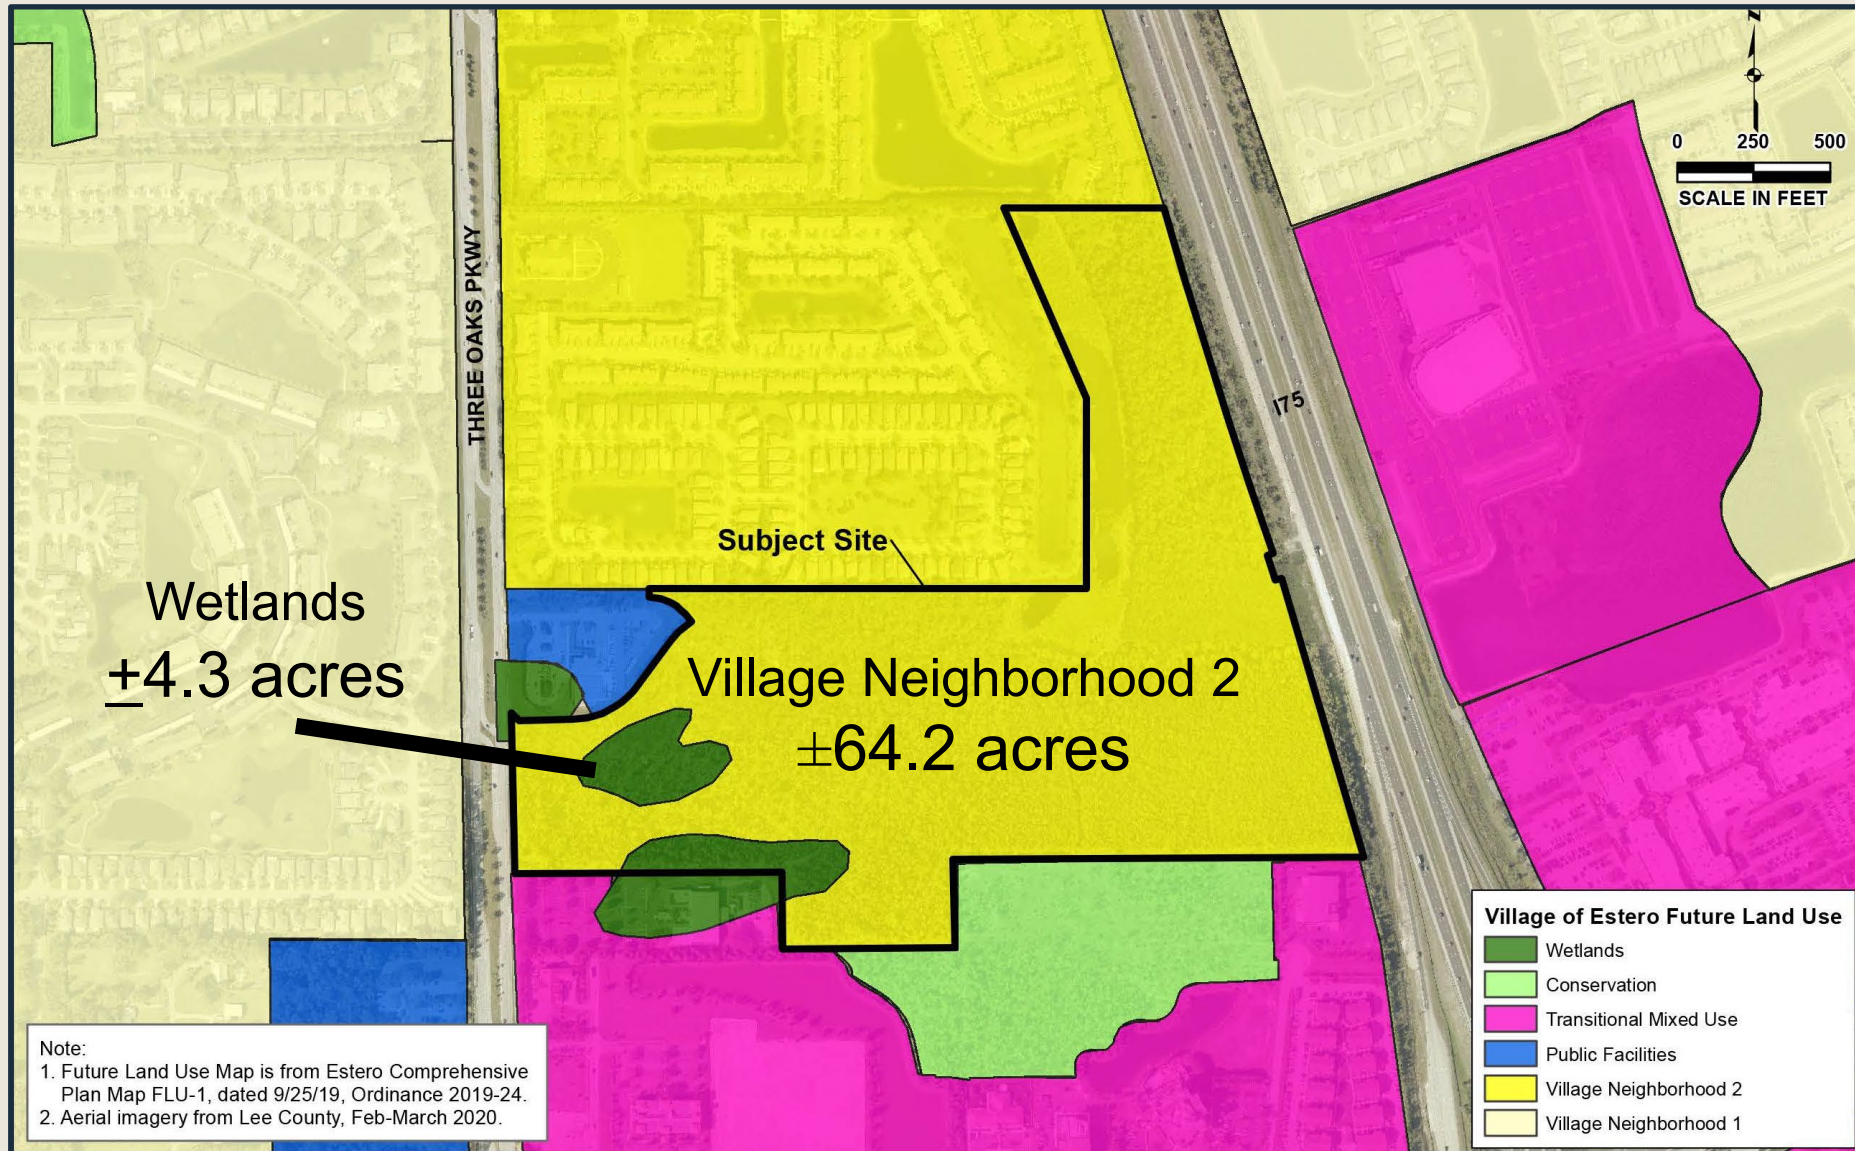 N
0 250 500
SCALE IN FEET
THREE OAKS PKWY
I75
Subject Site
Wetlands
+4.3 acres
Village Neighborhood 2
±64.2 acres
Village of Estero Future Land Use
Wetlands
Conservation
Transitional Mixed Use
Public Facilities
Village Neighborhood 2
Village Neighborhood 1
Note:
1. Future Land Use Map is from Estero Comprehensive
Plan Map FLU-1, dated 9/25/19, Ordinance 2019-24.
2. Aerial imagery from Lee County, Feb-March 2020.